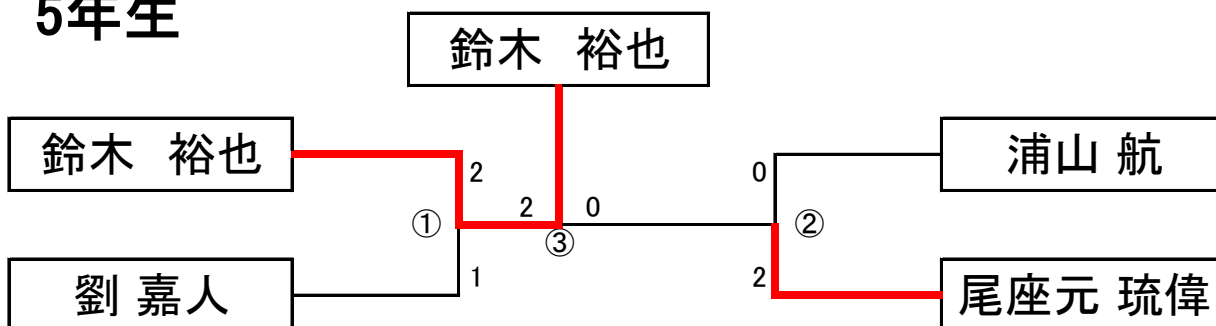 5年生
鈴木 裕也
鈴木 裕也
浦山 航
2
0
① 2 0 ②
③
劉 嘉人
1
2
尾座元 琉偉